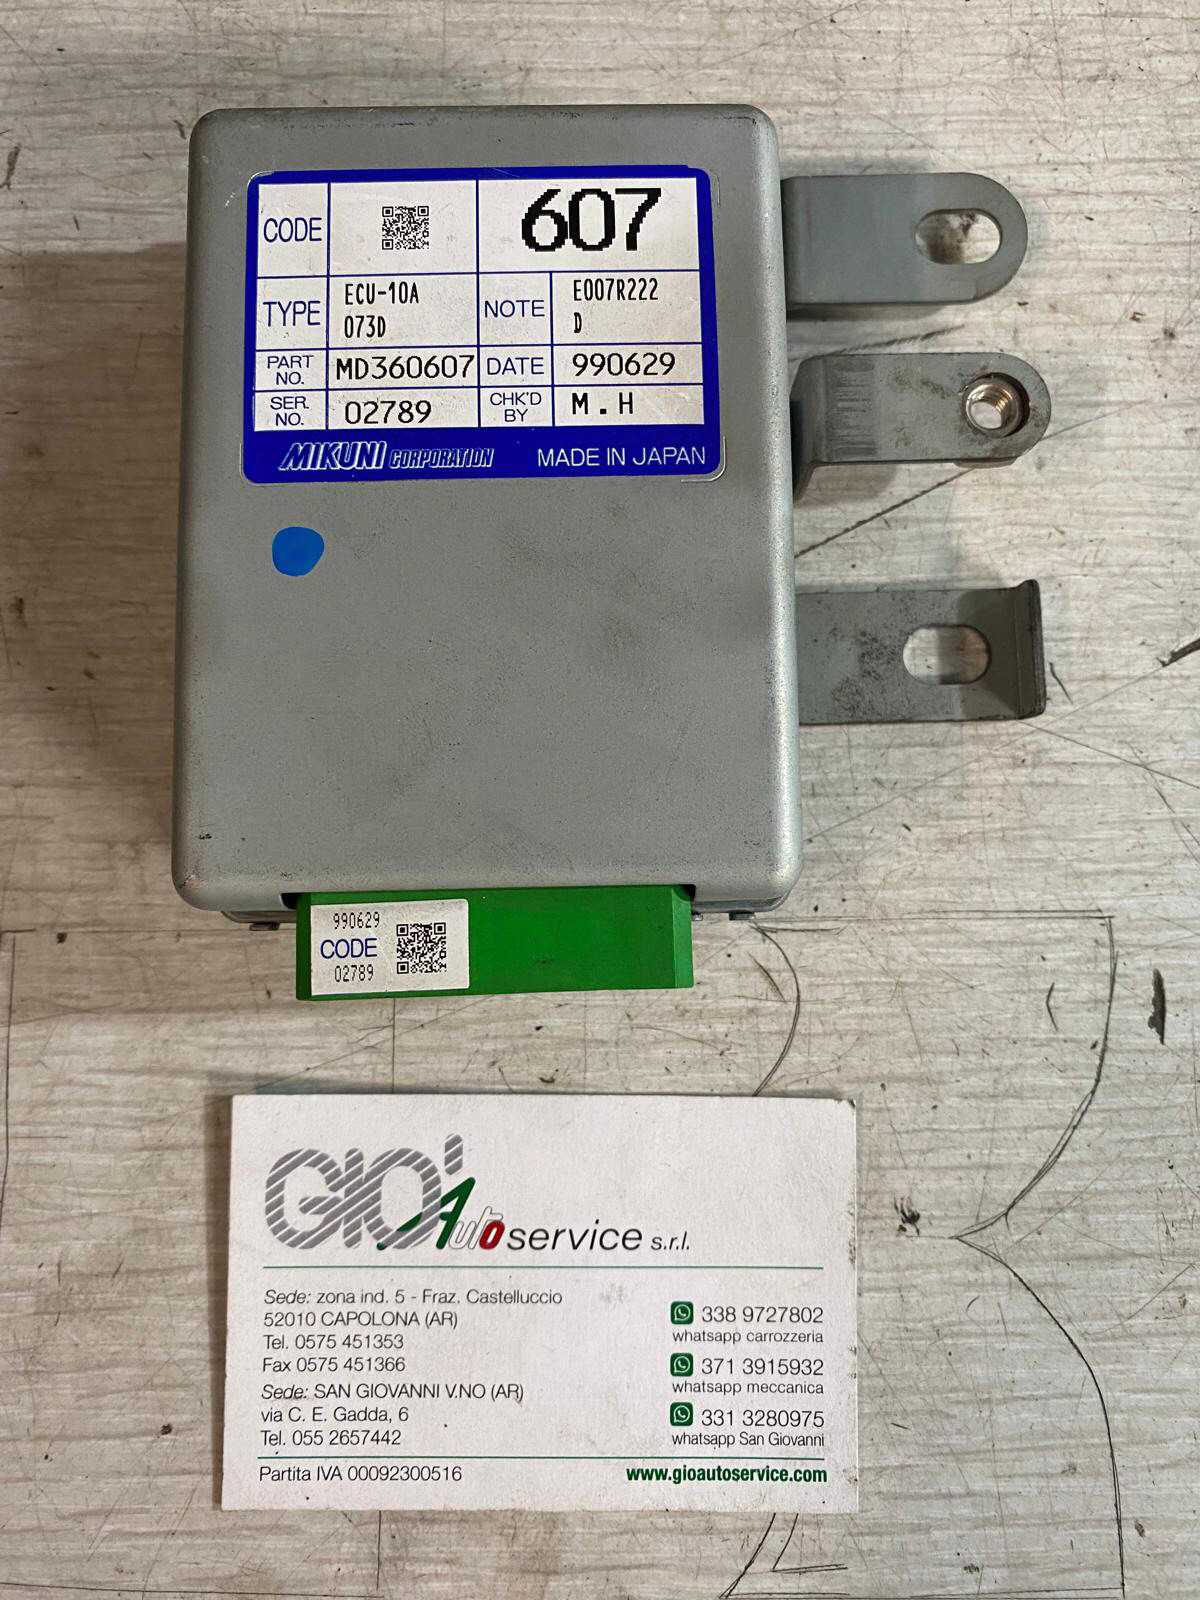 CODE 607
TYPE ECU-10A 073D NOTE E007R222 D
PART NO. MD360607 DATE 990629
SER. NO. 02789 CHK'D BY M.H
MIKUNI CORPORATION MADE IN JAPAN
990629
CODE
02789
GIO' Autoservice s.r.l.
Sede: zona ind. 5 - Fraz. Castelluccio
52010 CAPOLONA (AR)
Tel. 0575 451353
Fax 0575 451366
Sede: SAN GIOVANNI V.NO (AR)
via C. E. Gadda, 6
Tel. 055 2657442
338 9727802
whatsapp carrozzeria
371 3915932
whatsapp meccanica
331 3280975
whatsapp San Giovanni
Partita IVA 00092300516
www.gioautoservice.com